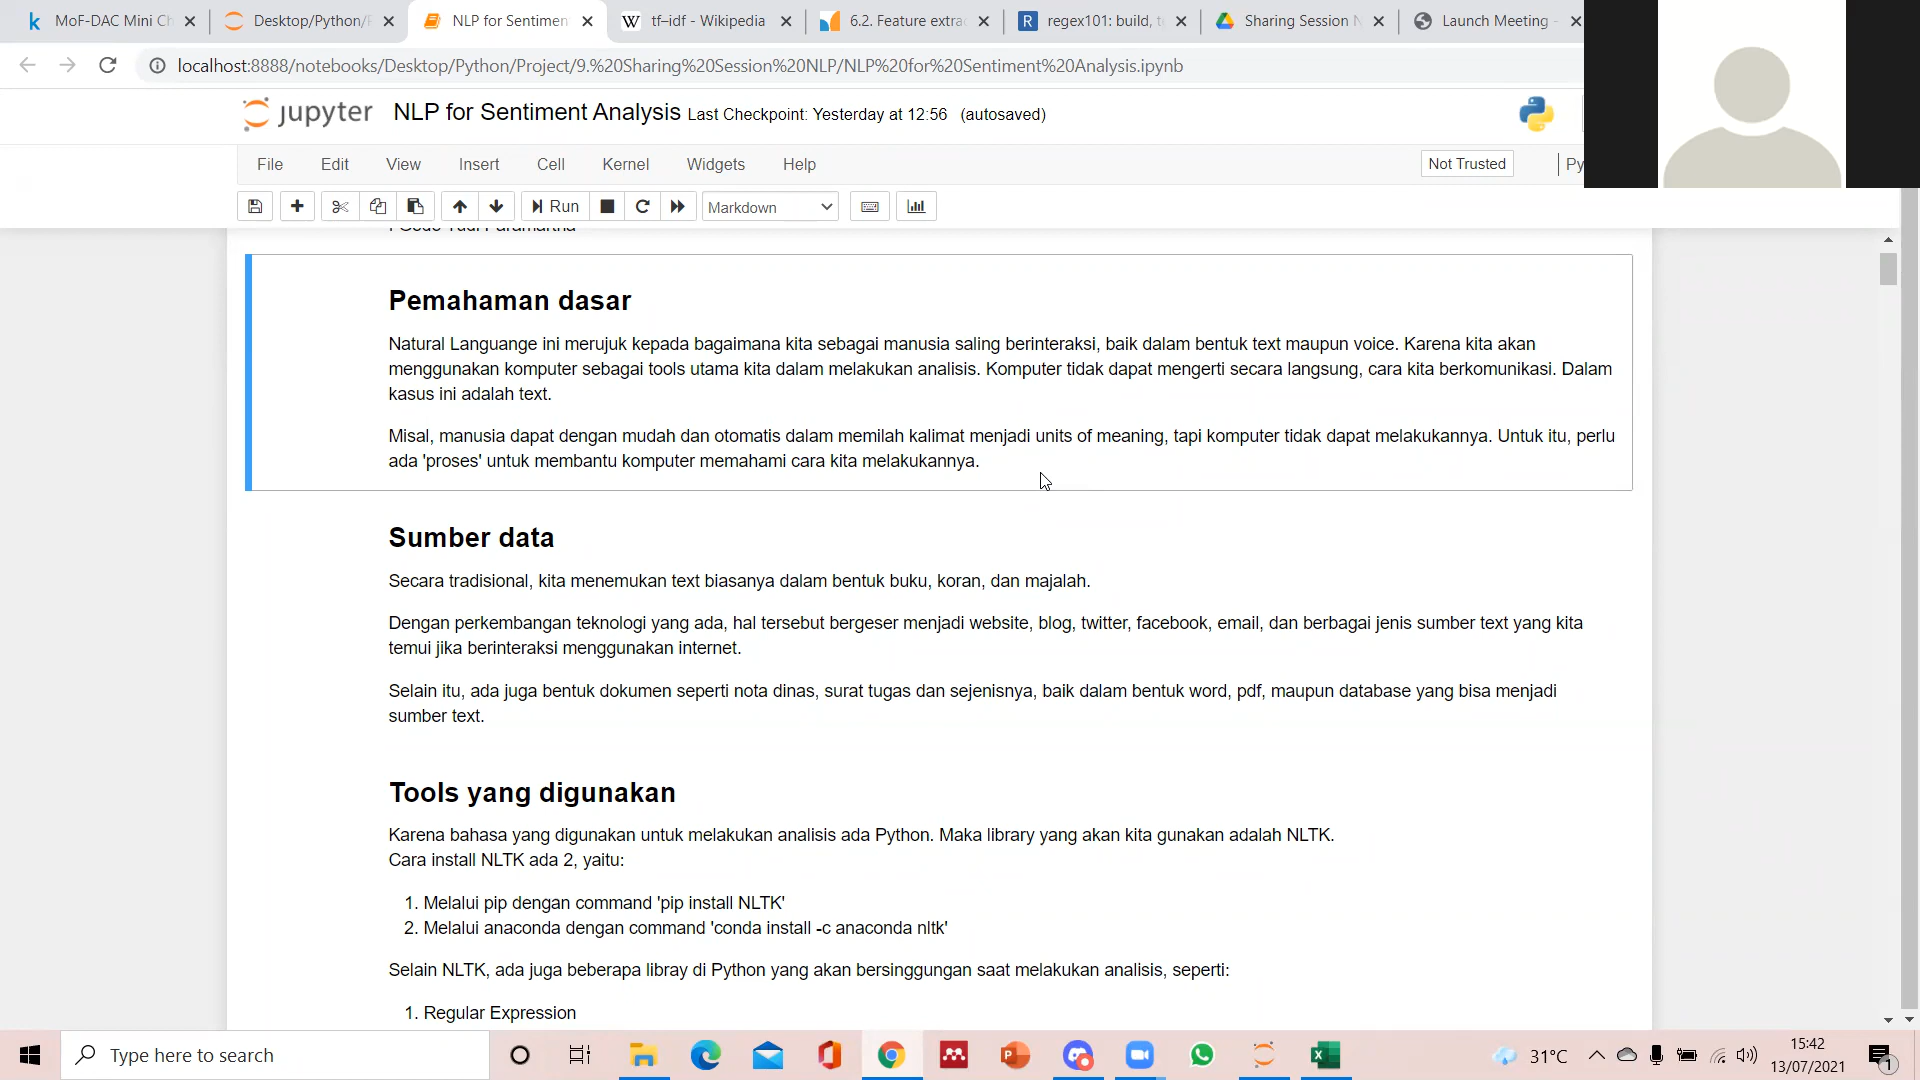 MoF-DAC Mini Ch
Desktop/Python/
NLP for Sentimen
W tf–idf - Wikipedia
6.2. Feature extra
R regex101: build, t
Sharing Session N
Launch Meeting -
localhost:8888/notebooks/Desktop/Python/Project/9.%20Sharing%20Session%20NLP/NLP%20for%20Sentiment%20Analysis.ipynb
jupyter NLP for Sentiment Analysis Last Checkpoint: Yesterday at 12:56 (autosaved)
File Edit View Insert Cell Kernel Widgets Help Not Trusted Py
Run Markdown
Pemahaman dasar
Natural Languange ini merujuk kepada bagaimana kita sebagai manusia saling berinteraksi, baik dalam bentuk text maupun voice. Karena kita akan
menggunakan komputer sebagai tools utama kita dalam melakukan analisis. Komputer tidak dapat mengerti secara langsung, cara kita berkomunikasi. Dalam
kasus ini adalah text.
Misal, manusia dapat dengan mudah dan otomatis dalam memilah kalimat menjadi units of meaning, tapi komputer tidak dapat melakukannya. Untuk itu, perlu
ada 'proses' untuk membantu komputer memahami cara kita melakukannya.
Sumber data
Secara tradisional, kita menemukan text biasanya dalam bentuk buku, koran, dan majalah.
Dengan perkembangan teknologi yang ada, hal tersebut bergeser menjadi website, blog, twitter, facebook, email, dan berbagai jenis sumber text yang kita
temui jika berinteraksi menggunakan internet.
Selain itu, ada juga bentuk dokumen seperti nota dinas, surat tugas dan sejenisnya, baik dalam bentuk word, pdf, maupun database yang bisa menjadi
sumber text.
Tools yang digunakan
Karena bahasa yang digunakan untuk melakukan analisis ada Python. Maka library yang akan kita gunakan adalah NLTK.
Cara install NLTK ada 2, yaitu:
1. Melalui pip dengan command 'pip install NLTK'
2. Melalui anaconda dengan command 'conda install -c anaconda nltk'
Selain NLTK, ada juga beberapa libray di Python yang akan bersinggungan saat melakukan analisis, seperti:
1. Regular Expression
Type here to search
31°C
15:42
13/07/2021
1